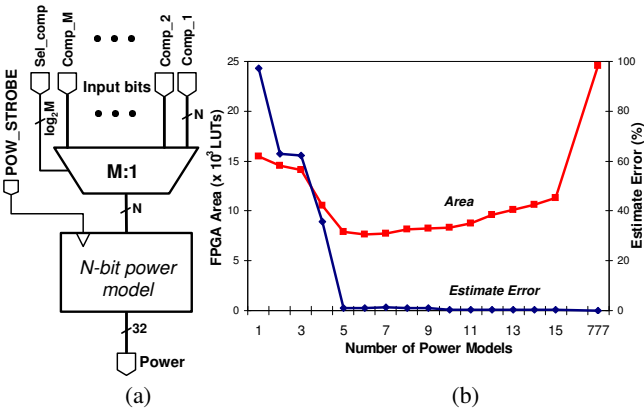 Sel_comp
Comp_M
Comp_2
Comp_1
Input bits
POW_STROBE
log2M
N
M:1
N
N-bit power
model
32
Power
(a)
FPGA Area (x 10^3 LUTs)
25
20
15
10
5
0
Area
Estimate Error
1 3 5 7 9 11 13 15 777
Number of Power Models
100
80
60
40
20
0
Estimate Error (%)
(b)